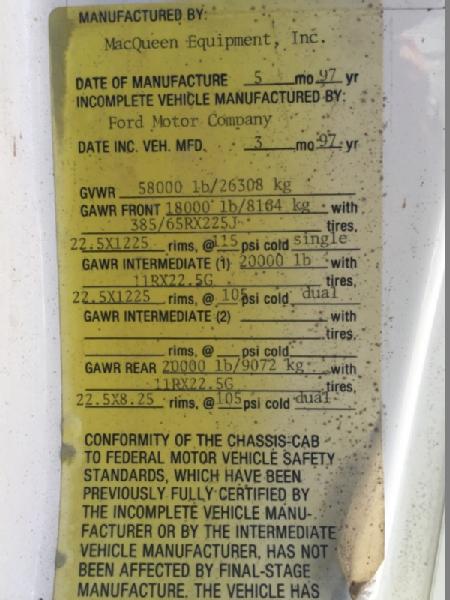 MANUFACTURED BY:
MacQueen Equipment, Inc.
DATE OF MANUFACTURE 5 mo 97 yr
INCOMPLETE VEHICLE MANUFACTURED BY:
Ford Motor Company
DATE INC. VEH. MFD. 3 mo 97 yr
GVWR 58000 lb/26308 kg
GAWR FRONT 18000 lb/8164 kg with
385/65RX225J tires,
22.5X1225 rims, @ 115 psi cold single
GAWR INTERMEDIATE (1) 20000 lb with
11RX22.5G tires,
22.5X1225 rims, @ 105 psi cold dual
GAWR INTERMEDIATE (2) with
tires,
rims, @ psi cold
GAWR REAR 20000 lb/9072 kg with
11RX22.5G tires,
22.5X8.25 rims, @ 105 psi cold dual
CONFORMITY OF THE CHASSIS-CAB
TO FEDERAL MOTOR VEHICLE SAFETY
STANDARDS, WHICH HAVE BEEN
PREVIOUSLY FULLY CERTIFIED BY
THE INCOMPLETE VEHICLE MANU-
FACTURER OR BY THE INTERMEDIATE
VEHICLE MANUFACTURER, HAS NOT
BEEN AFFECTED BY FINAL-STAGE
MANUFACTURE. THE VEHICLE HAS